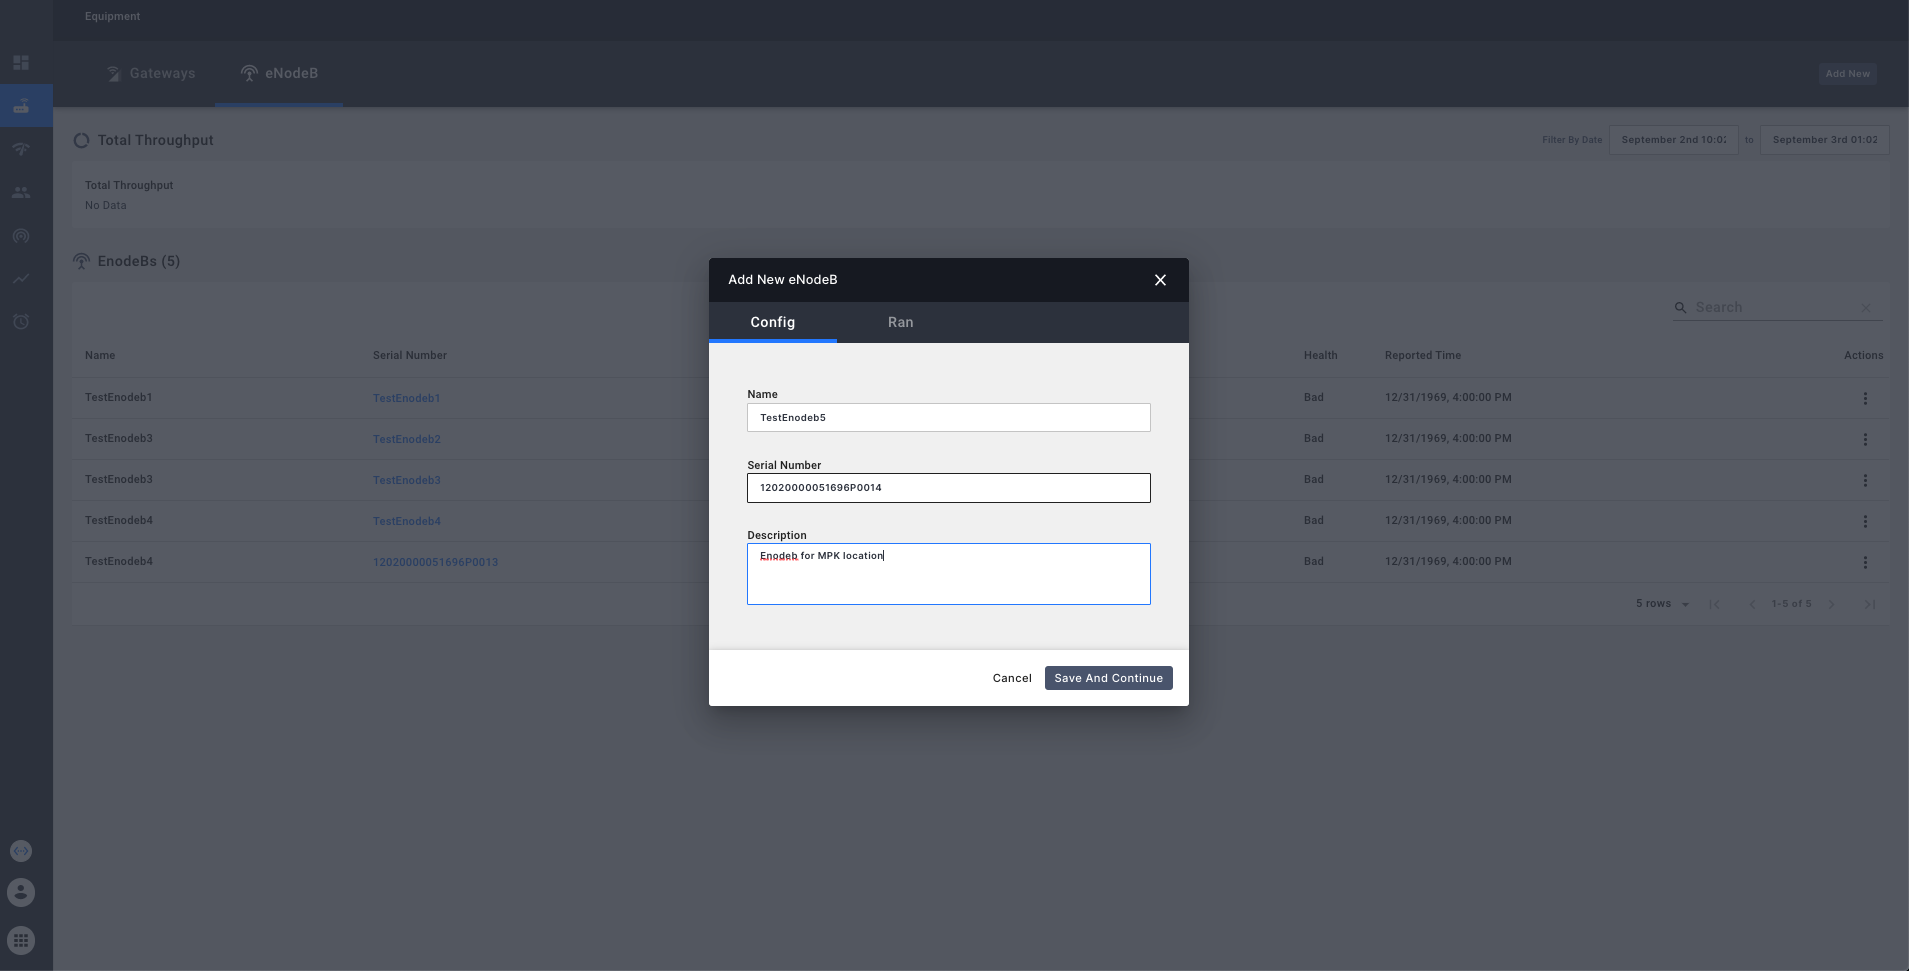 Equipment
Gateways
eNodeB
Add New
Total Throughput
Filter By Date
September 2nd 10:02
to
September 3rd 01:02
Total Throughput
No Data
EnodeBs (5)
Search
Name Serial Number Health Reported Time Actions
TestEnodeb1 TestEnodeb1 Bad 12/31/1969, 4:00:00 PM
TestEnodeb3 TestEnodeb2 Bad 12/31/1969, 4:00:00 PM
TestEnodeb3 TestEnodeb3 Bad 12/31/1969, 4:00:00 PM
TestEnodeb4 TestEnodeb4 Bad 12/31/1969, 4:00:00 PM
TestEnodeb4 12020000051696P0013 Bad 12/31/1969, 4:00:00 PM
5 rows 1-5 of 5
Add New eNodeB
Config Ran
Name
TestEnodeb5
Serial Number
12020000051696P0014
Description
Enodeb for MPK location
Cancel Save And Continue